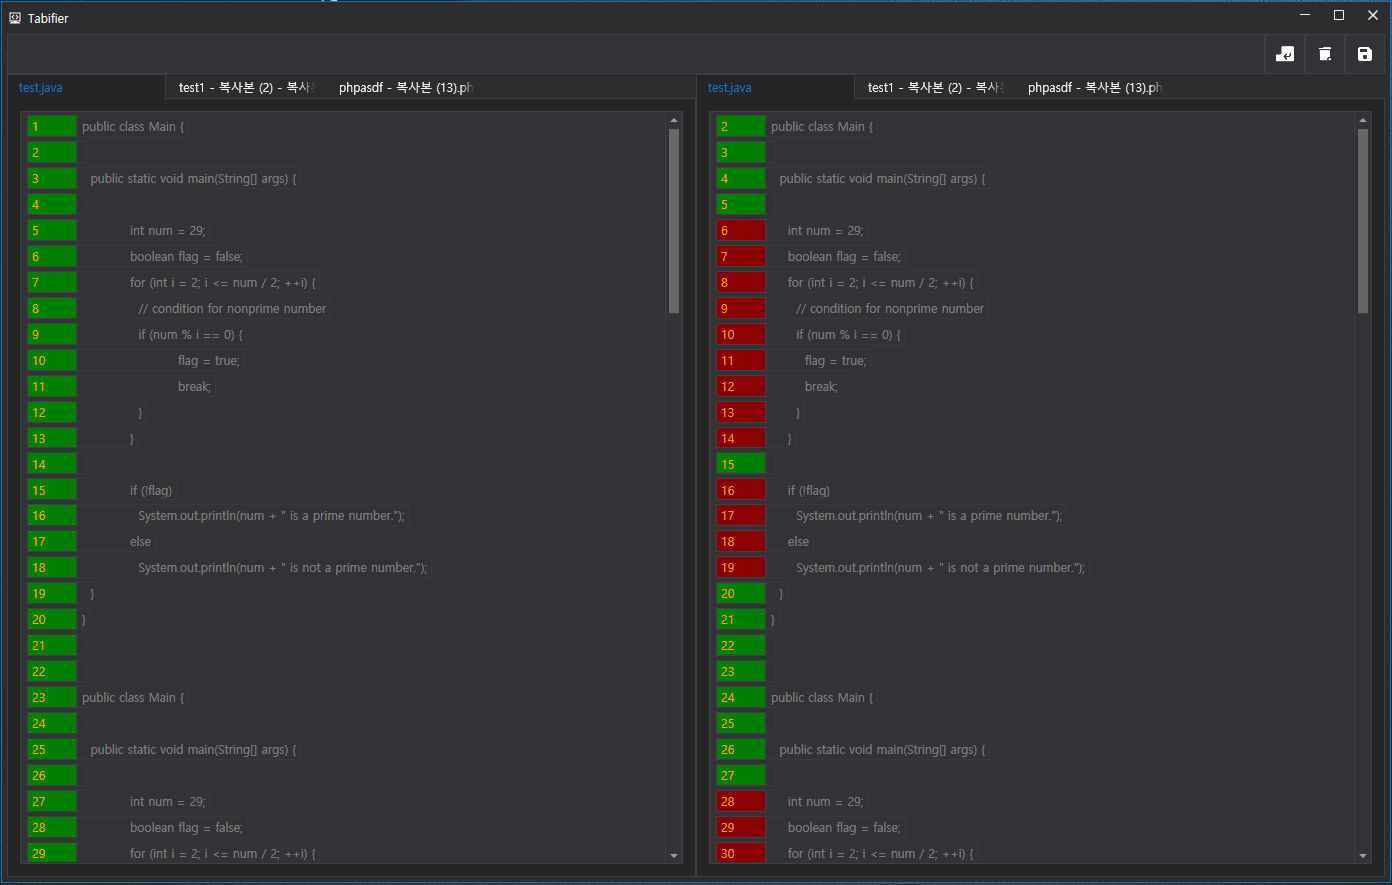 Tabifier
test.java
test1 - 복사본 (2) - 복사
phpasdf - 복사본 (13).ph
1 public class Main {
2
3 public static void main(String[] args) {
4
5 int num = 29;
6 boolean flag = false;
7 for (int i = 2; i <= num / 2; ++i) {
8 // condition for nonprime number
9 if (num % i == 0) {
10 flag = true;
11 break;
12 }
13 }
14
15 if (!flag)
16 System.out.println(num + " is a prime number.");
17 else
18 System.out.println(num + " is not a prime number.");
19 }
20 }
21
22
23 public class Main {
24
25 public static void main(String[] args) {
26
27 int num = 29;
28 boolean flag = false;
29 for (int i = 2; i <= num / 2; ++i) {
test.java
test1 - 복사본 (2) - 복사
phpasdf - 복사본 (13).ph
2 public class Main {
3
4 public static void main(String[] args) {
5
6 int num = 29;
7 boolean flag = false;
8 for (int i = 2; i <= num / 2; ++i) {
9 // condition for nonprime number
10 if (num % i == 0) {
11 flag = true;
12 break;
13 }
14 }
15
16 if (!flag)
17 System.out.println(num + " is a prime number.");
18 else
19 System.out.println(num + " is not a prime number.");
20 }
21 }
22
23
24 public class Main {
25
26 public static void main(String[] args) {
27
28 int num = 29;
29 boolean flag = false;
30 for (int i = 2; i <= num / 2; ++i) {